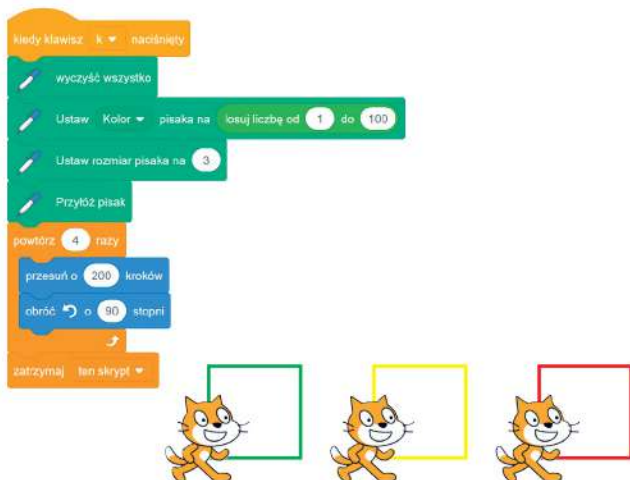 kiedy klawisz k naciśnięty
wyczyść wszystko
Ustaw Kolor pisaka na losuj liczbę od 1 do 100
Ustaw rozmiar pisaka na 3
Przyłóż pisak
powtórz 4 razy
przesuń o 200 kroków
obróć o 90 stopni
zatrzymaj ten skrypt